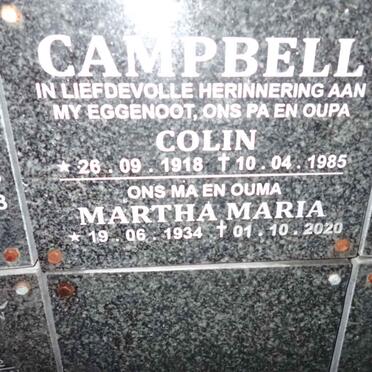 CAMPBELL
IN LIEFDEVOLLE HERINNERING AAN
MY EGGENOOT, ONS PA EN OUPA
COLIN
★ 26 . 09 . 1918 ✝ 10 . 04 . 1985
ONS MA EN OUMA
MARTHA MARIA
★ 19 . 06 . 1934 ✝ 01 . 10 . 2020